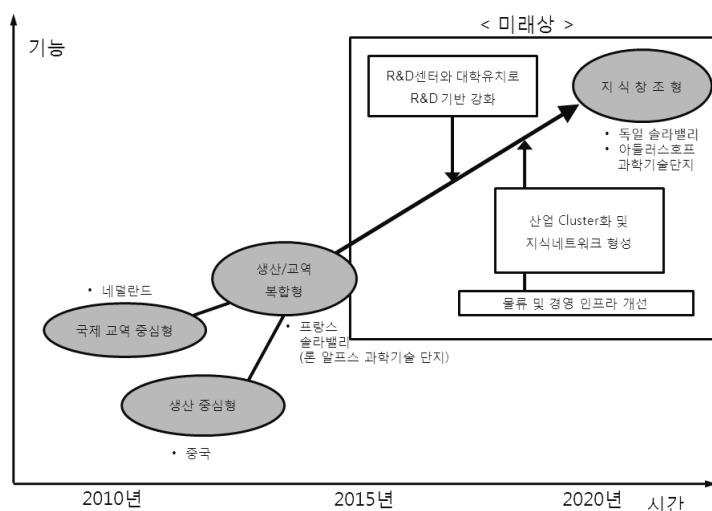 < 미래상 >
기능
R&D센터와 대학유치로
R&D 기반 강화
지 식 창 조 형
• 독일 솔라밸리
• 아들러스호프
과학기술단지
산업 Cluster화 및
지식네트워크 형성
물류 및 경영 인프라 개선
생산/교역
복합형
• 네덜란드
국제 교역 중심형
• 프랑스
솔라밸리
(론 알프스 과학기술 단지)
생산 중심형
• 중국
2010년
2015년
2020년
시간